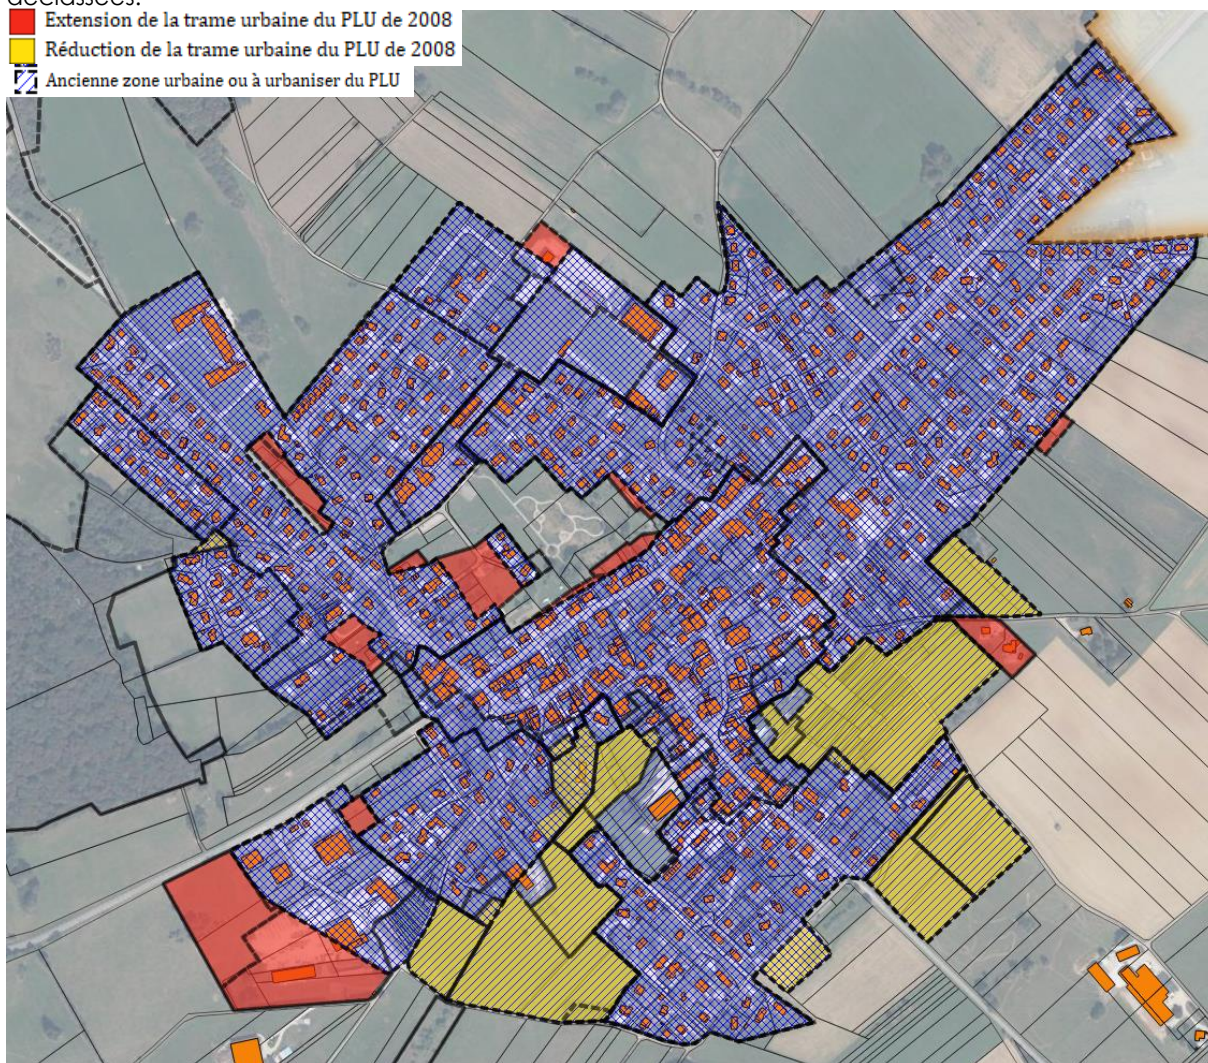 déclassées.
Extension de la trame urbaine du PLU de 2008
Réduction de la trame urbaine du PLU de 2008
Ancienne zone urbaine ou à urbaniser du PLU